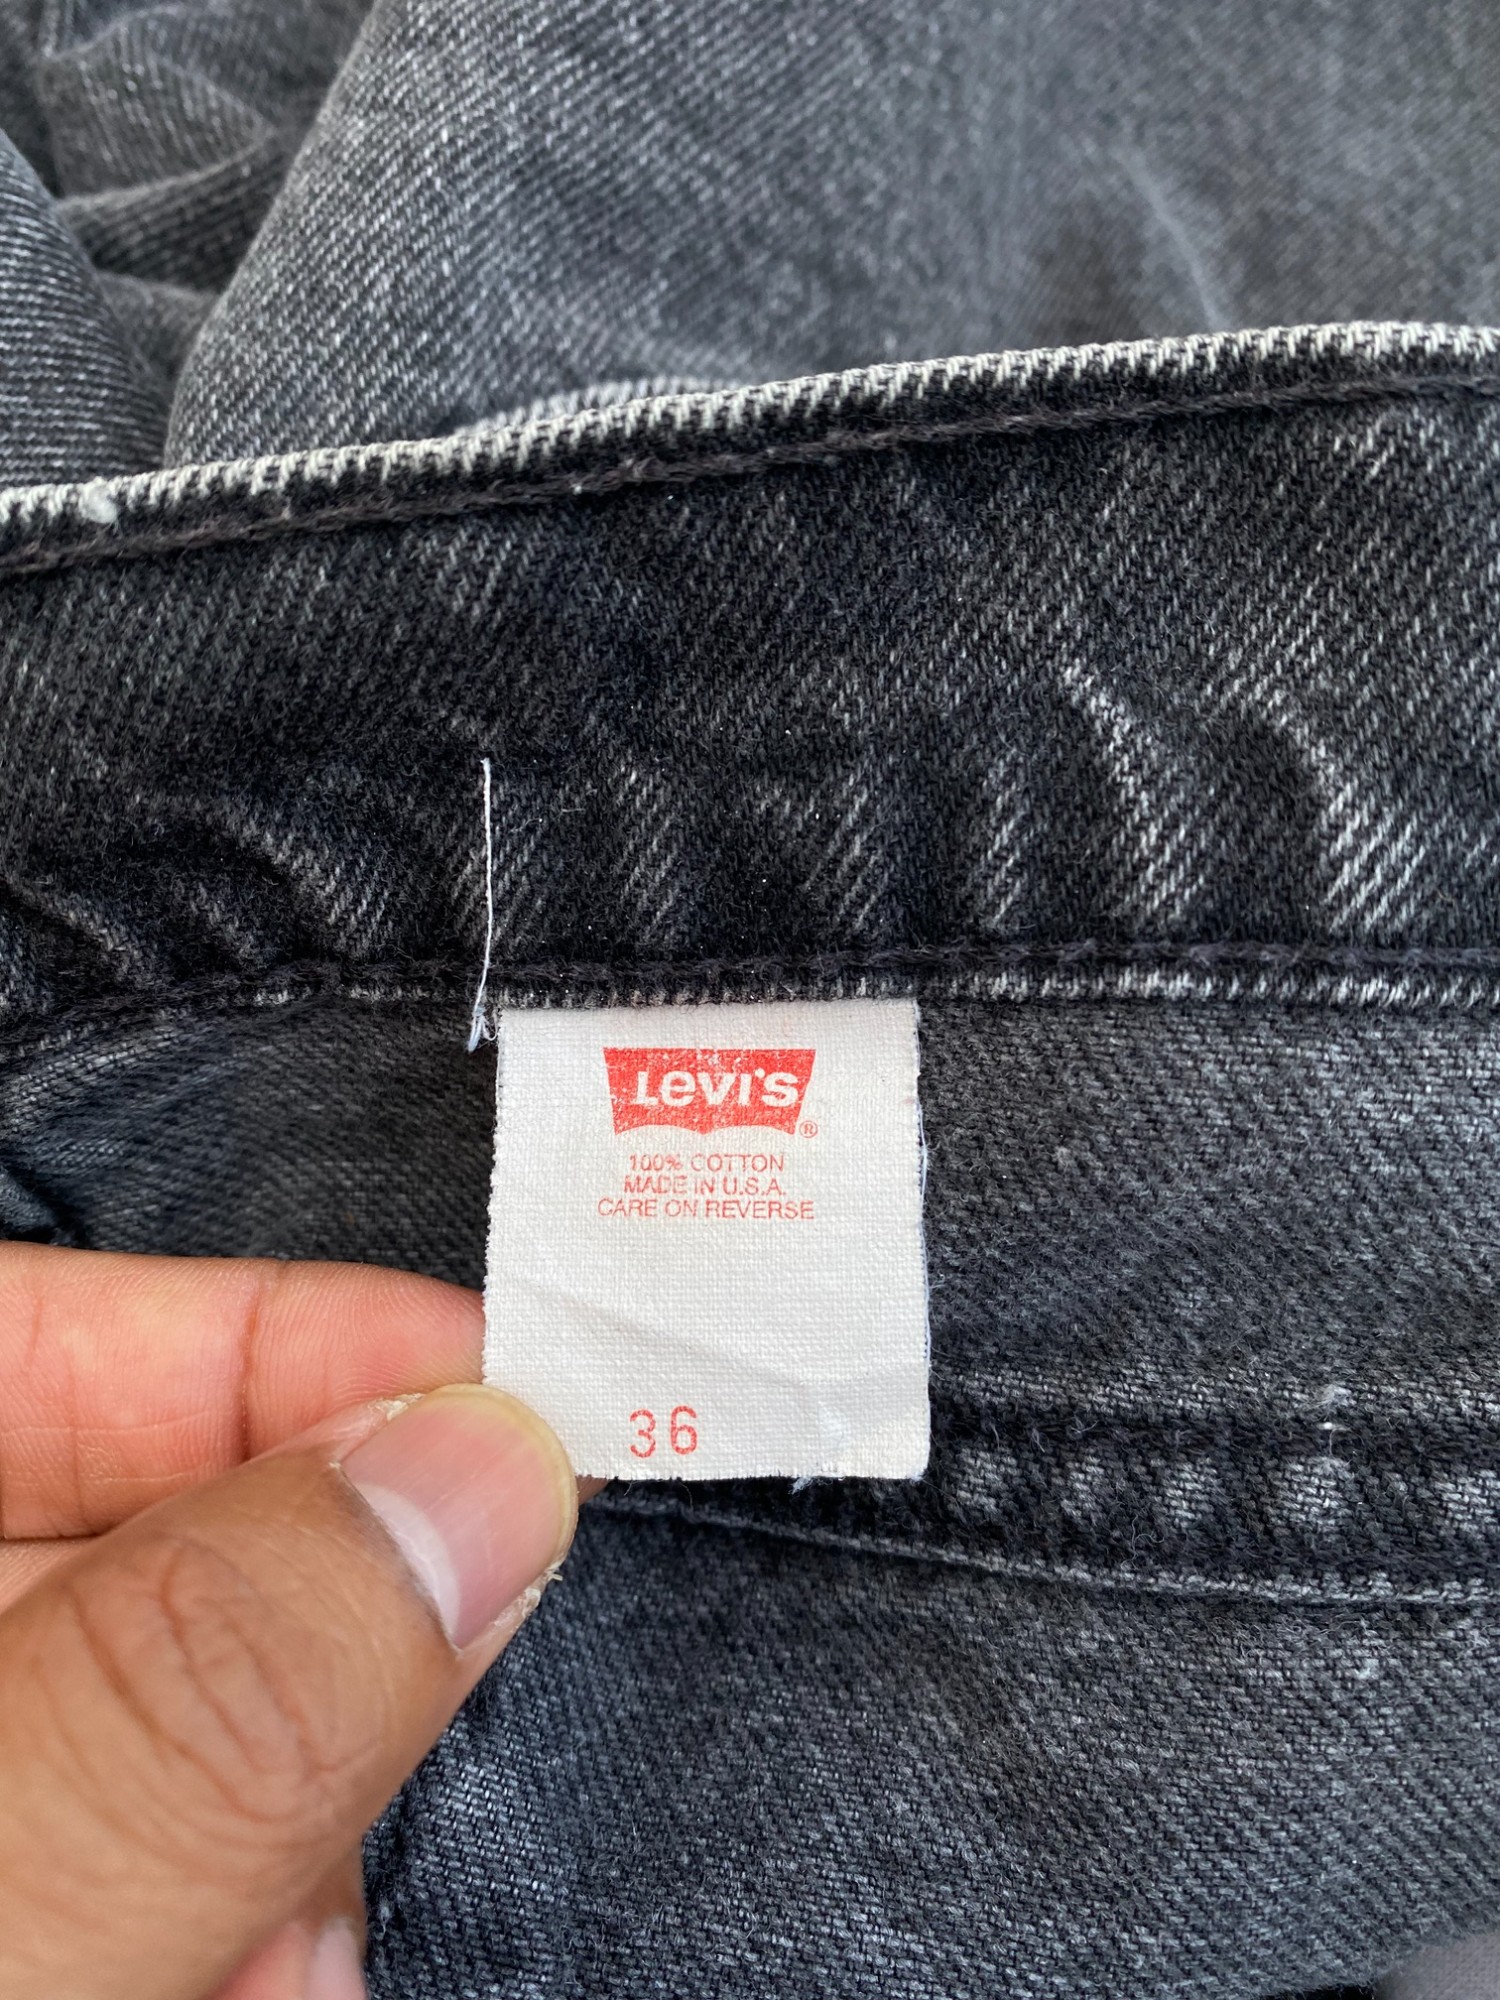 Levi's ®
100% COTTON
MADE IN U.S.A.
CARE ON REVERSE
36